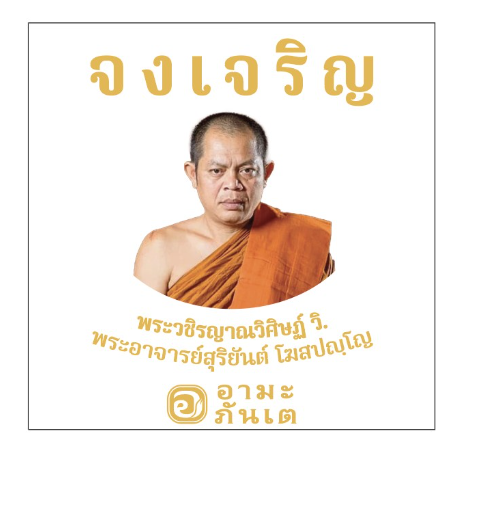 จงเจริญ
พระวชิรญาณวิศิษฏ์ วิ.
พระอาจารย์สุริยันต์ โฆสปญฺโญ
อ
อามะ
ภันเต